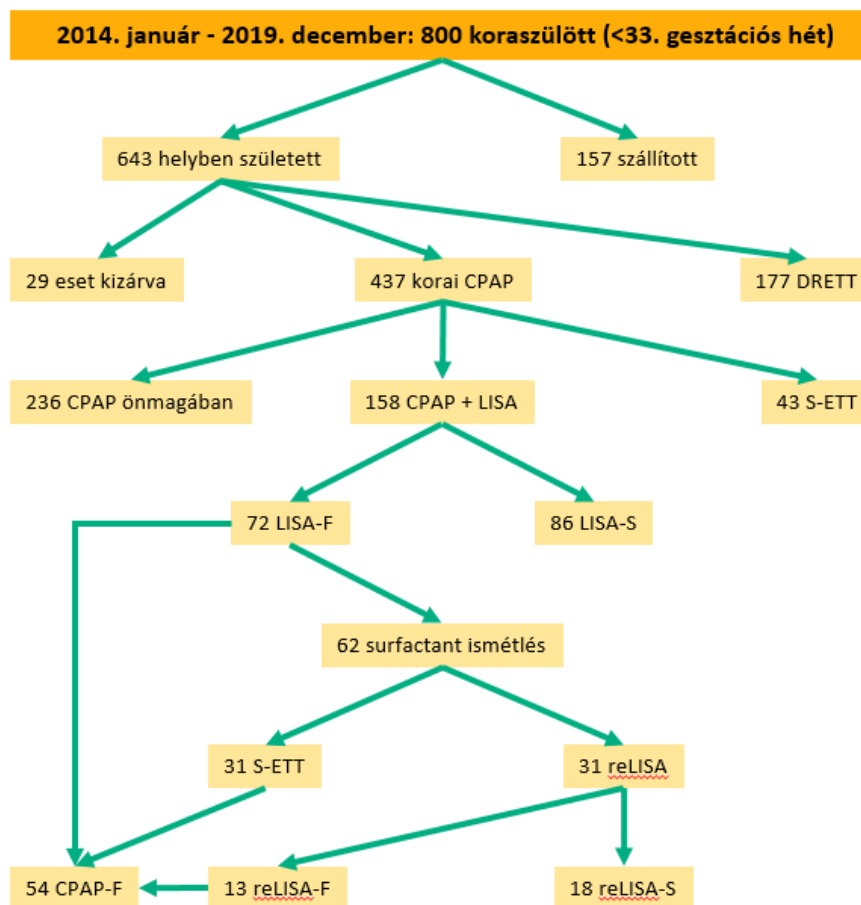 2014. január - 2019. december: 800 koraszülött (<33. gesztációs hét)
643 helyben született
157 szállított
29 eset kizárva
437 korai CPAP
177 DRETT
236 CPAP önmagában
158 CPAP + LISA
43 S-ETT
72 LISA-F
86 LISA-S
62 surfactant ismétlés
31 S-ETT
31 reLISA
54 CPAP-F
13 reLISA-F
18 reLISA-S